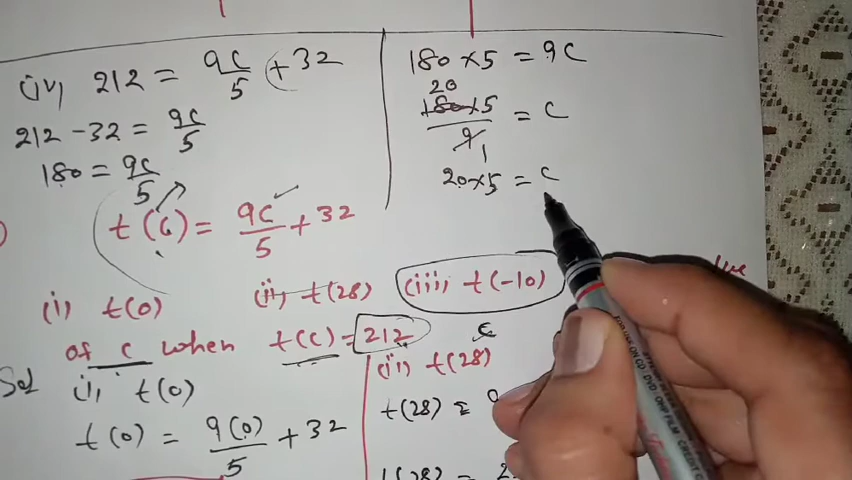 (iv) 212 = 9C/5 + 32
212 - 32 = 9C/5
180 = 9C/5
180 × 5 = 9C
20
180×5/9 = C
1
20×5 = C
t(C) = 9C/5 + 32
(i) t(0) (ii) t(28) (iii) t(-10)
of C when t(C) = 212
Sol (i) t(0)
t(0) = 9(0)/5 + 32
(ii) t(28)
t(28) =
t(28) =